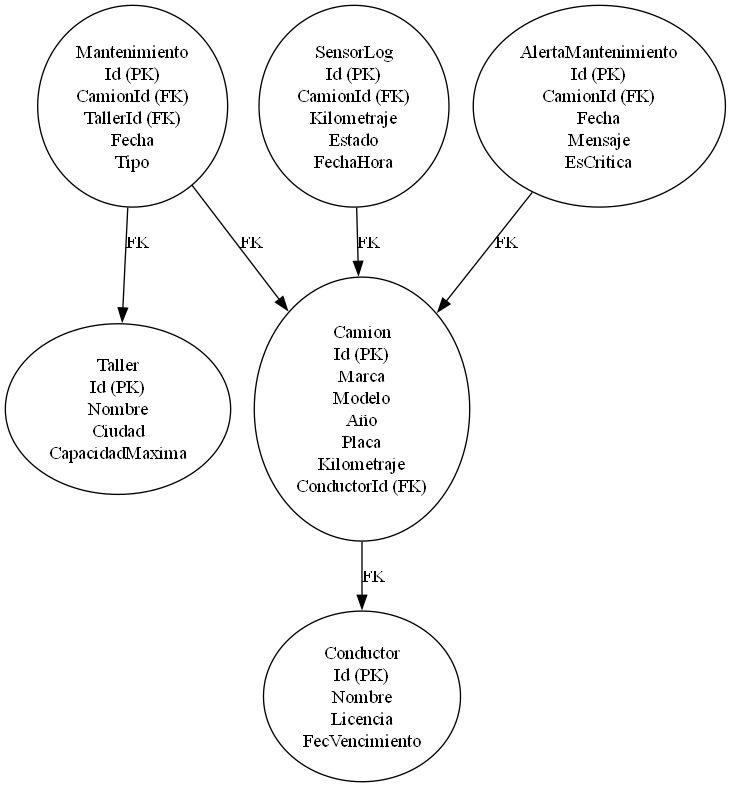 Mantenimiento
Id (PK)
CamionId (FK)
TallerId (FK)
Fecha
Tipo
SensorLog
Id (PK)
CamionId (FK)
Kilometraje
Estado
FechaHora
AlertaMantenimiento
Id (PK)
CamionId (FK)
Fecha
Mensaje
EsCritica
FK
FK
FK
FK
Taller
Id (PK)
Nombre
Ciudad
CapacidadMaxima
Camion
Id (PK)
Marca
Modelo
Año
Placa
Kilometraje
ConductorId (FK)
FK
Conductor
Id (PK)
Nombre
Licencia
FecVencimiento